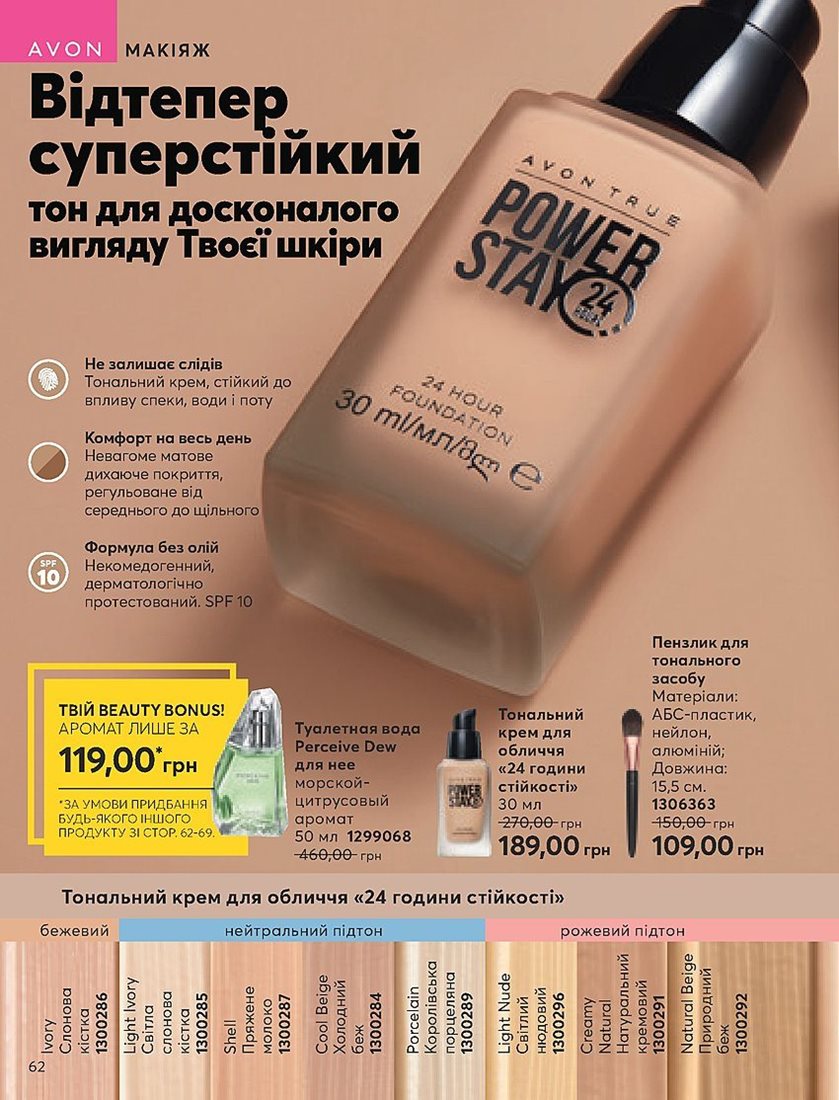 AVON МАКІЯЖ
Відтепер
суперстійкий
тон для досконалого
вигляду Твоєї шкіри
AVON TRUE
POWER
STAY
24
HOUR
24 HOUR
FOUNDATION
30 ml/мл/გრ ℮
Не залишає слідів
Тональний крем, стійкий до
впливу спеки, води і поту
Комфорт на весь день
Невагоме матове
дихаюче покриття,
регульоване від
середнього до щільного
SPF
10
Формула без олій
Некомедогенний,
дерматологічно
протестований. SPF 10
ТВІЙ BEAUTY BONUS!
АРОМАТ ЛИШЕ ЗА
119,00* грн
*ЗА УМОВИ ПРИДБАННЯ
БУДЬ-ЯКОГО ІНШОГО
ПРОДУКТУ ЗІ СТОР. 62-69.
Туалетная вода
Perceive Dew
для нее
морской-
цитрусовый
аромат
50 мл 1299068
460,00 грн
POWER
STAY
Тональний
крем для
обличчя
«24 години
стійкості»
30 мл
270,00 грн
189,00 грн
Пензлик для
тонального
засобу
Матеріали:
АБС-пластик,
нейлон,
алюміній;
Довжина:
15,5 см.
1306363
150,00 грн
109,00 грн
Тональний крем для обличчя «24 години стійкості»
бежевий
нейтральний підтон
рожевий підтон
Ivory
Слонова
кістка
1300286
Light Ivory
Світла
слонова
кістка
1300285
Shell
Пряжене
молоко
1300287
Cool Beige
Холодний
беж
1300284
Porcelain
Королівська
порцеляна
1300289
Light Nude
Світлий
нюдовий
1300296
Creamy
Natural
Натуральний
кремовий
1300291
Natural Beige
Природний
беж
1300292
62